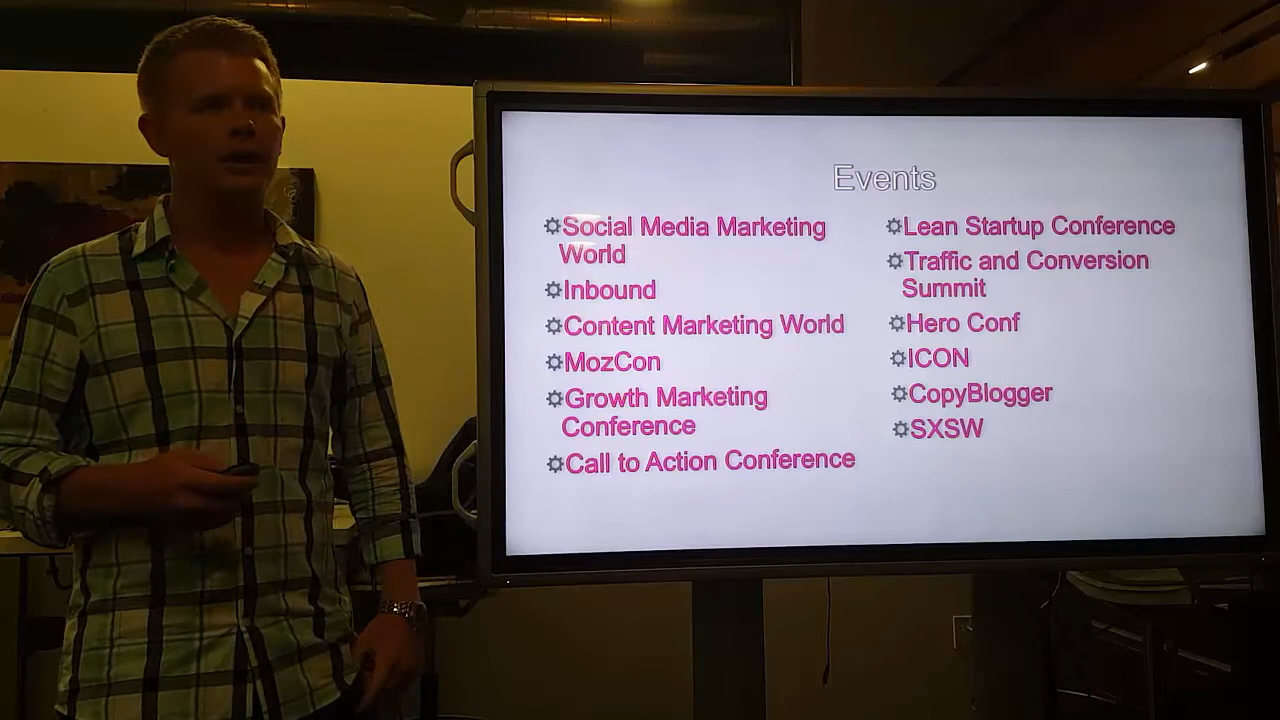 Events
Social Media Marketing
World
Inbound
Content Marketing World
MozCon
Growth Marketing
Conference
Call to Action Conference
Lean Startup Conference
Traffic and Conversion
Summit
Hero Conf
ICON
CopyBlogger
SXSW